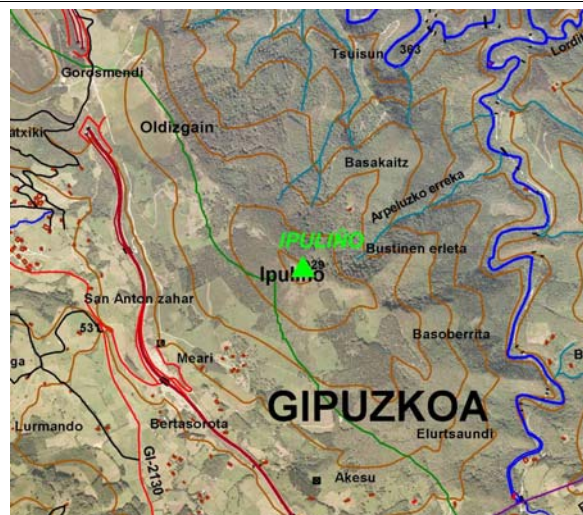 Tsuisun
363
Gorosmendi
Oldizgain
Basakaitz
Arpeluzko erreka
IPULIÑO
Bustinen erleta
Ipuliño
San Anton zahar
531
Basoberrita
Meari
GIPUZKOA
Lurmando
Bertasorota
Elurtsaundi
GI-2130
Akesu